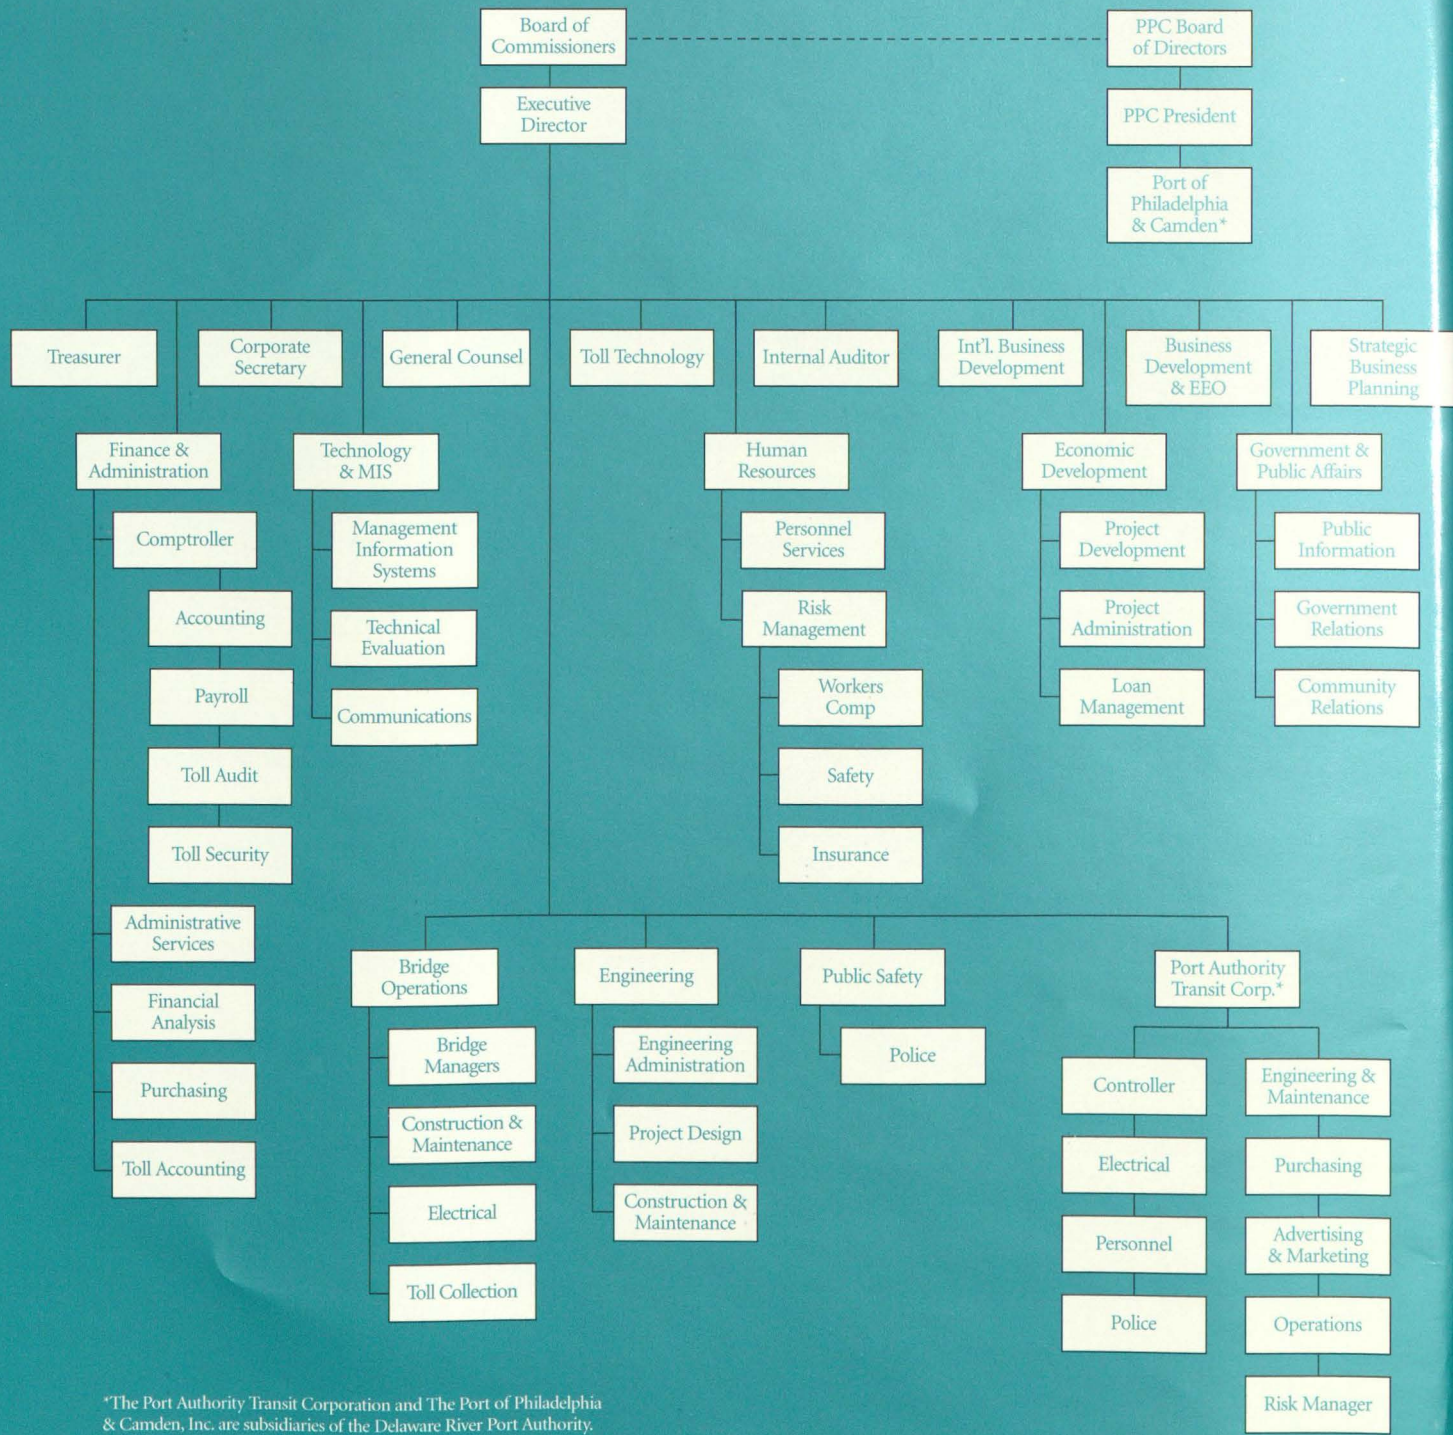 Board of
Commissioners
PPC Board
of Directors
Executive
Director
PPC President
Port of
Philadelphia
& Camden*
Treasurer
Corporate
Secretary
General Counsel
Toll Technology
Internal Auditor
Int'l. Business
Development
Business
Development
& EEO
Strategic
Business
Planning
Finance &
Administration
Technology
& MIS
Human
Resources
Economic
Development
Government &
Public Affairs
Comptroller
Accounting
Payroll
Toll Audit
Toll Security
Administrative
Services
Financial
Analysis
Purchasing
Toll Accounting
Management
Information
Systems
Technical
Evaluation
Communications
Personnel
Services
Risk
Management
Workers
Comp
Safety
Insurance
Project
Development
Project
Administration
Loan
Management
Public
Information
Government
Relations
Community
Relations
Bridge
Operations
Bridge
Managers
Construction &
Maintenance
Electrical
Toll Collection
Engineering
Engineering
Administration
Project Design
Construction &
Maintenance
Public Safety
Police
Port Authority
Transit Corp.*
Controller
Electrical
Personnel
Police
Engineering &
Maintenance
Purchasing
Advertising
& Marketing
Operations
Risk Manager
*The Port Authority Transit Corporation and The Port of Philadelphia
& Camden, Inc. are subsidiaries of the Delaware River Port Authority.